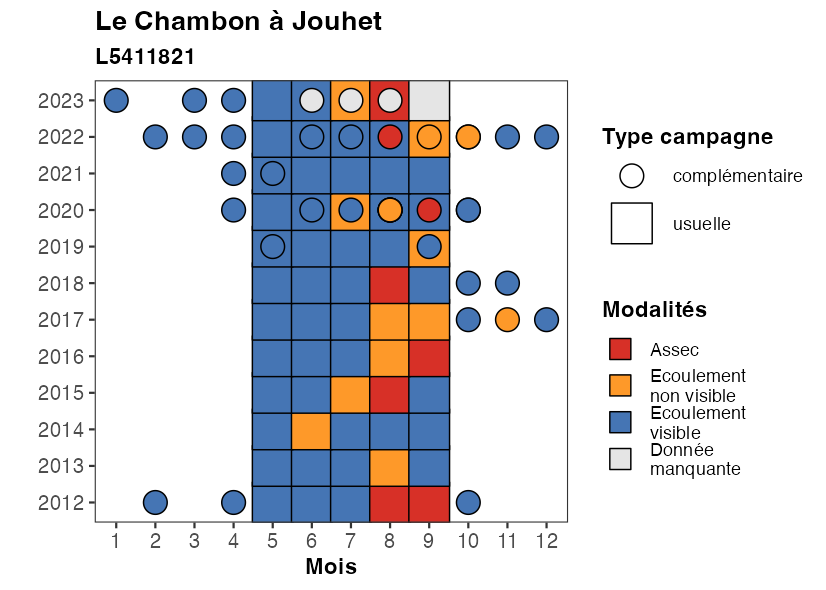 Le Chambon à Jouhet
L5411821
2023
2022
2021
2020
2019
2018
2017
2016
2015
2014
2013
2012
1 2 3 4 5 6 7 8 9 10 11 12
Mois
Type campagne
complémentaire
usuelle
Modalités
Assec
Ecoulement
non visible
Ecoulement
visible
Donnée
manquante